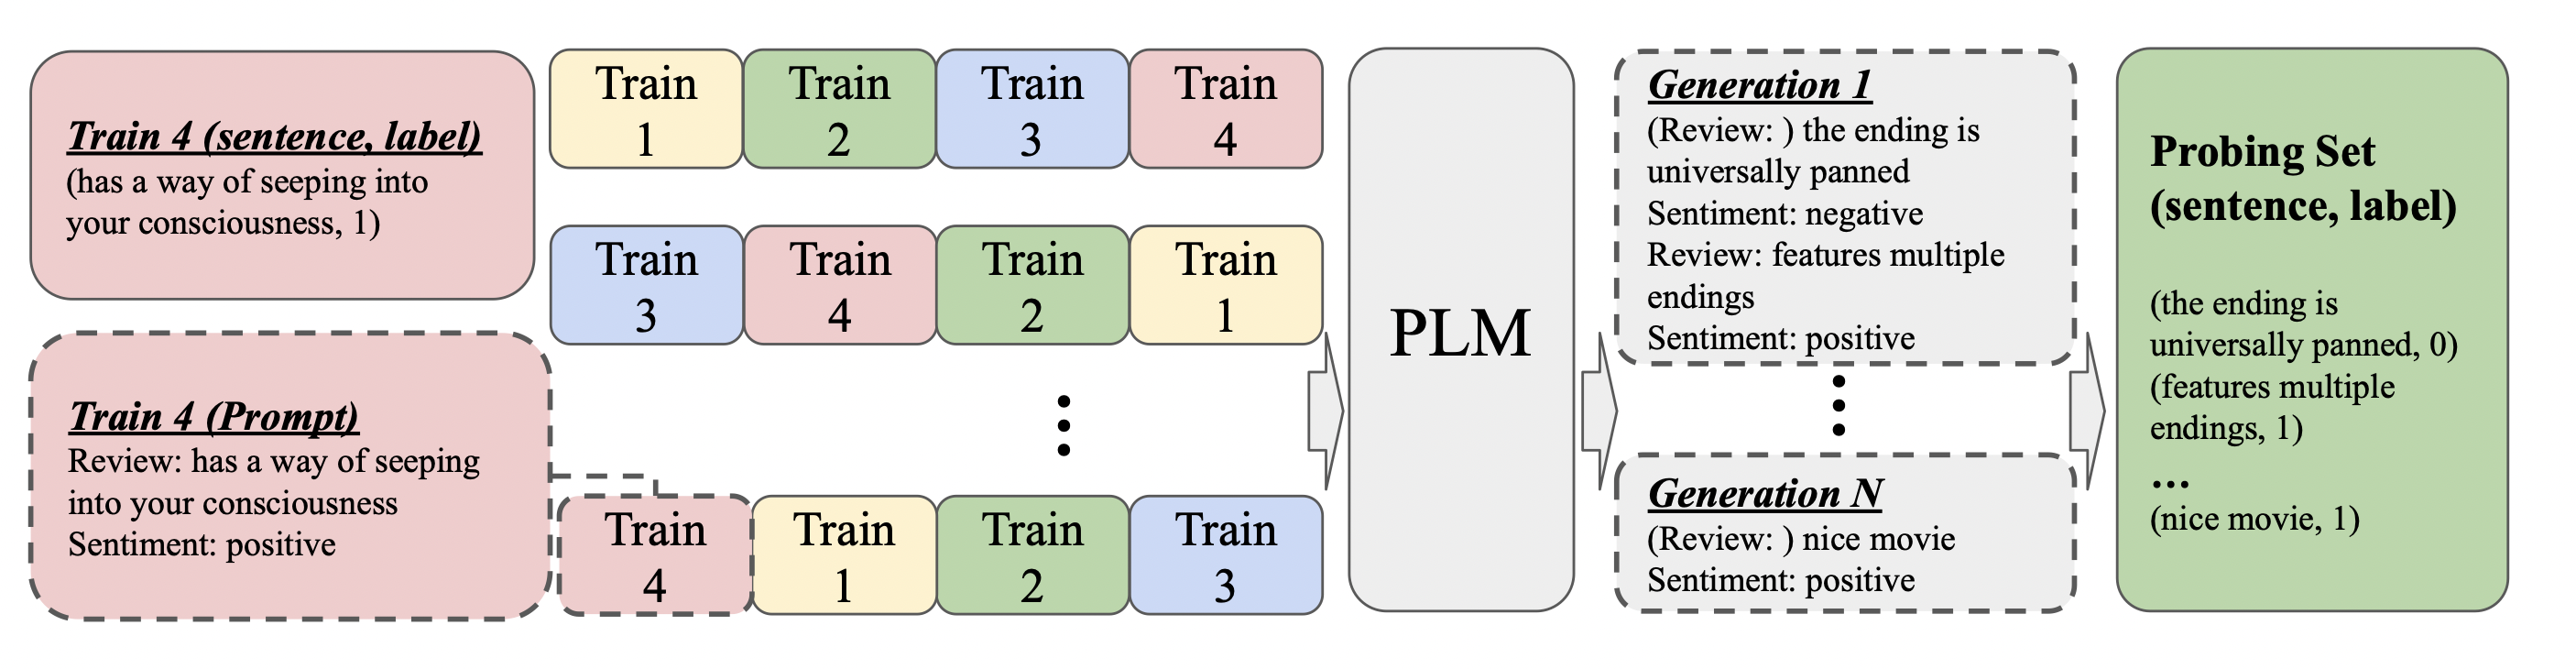 Train 4 (sentence, label)
(has a way of seeping into
your consciousness, 1)
Train 4 (Prompt)
Review: has a way of seeping
into your consciousness
Sentiment: positive
Train
1
Train
2
Train
3
Train
4
Train
3
Train
4
Train
2
Train
1
Train
4
Train
1
Train
2
Train
3
PLM
Generation 1
(Review: ) the ending is
universally panned
Sentiment: negative
Review: features multiple
endings
Sentiment: positive
Generation N
(Review: ) nice movie
Sentiment: positive
Probing Set
(sentence, label)
(the ending is
universally panned, 0)
(features multiple
endings, 1)
...
(nice movie, 1)